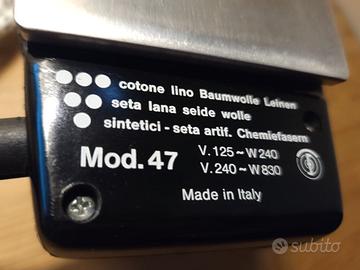 cotone lino Baumwolle Leinen
seta lana seide wolle
sintetici - seta artif. Chemiefasern
Mod. 47
V. 125 ~ W 240
V. 240 ~ W 830
Made in Italy
subito